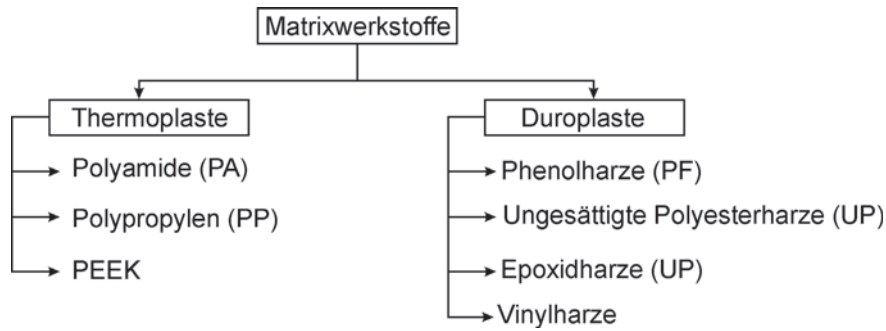 Matrixwerkstoffe
Thermoplaste
Polyamide (PA)
Polypropylen (PP)
PEEK
Duroplaste
Phenolharze (PF)
Ungesättigte Polyesterharze (UP)
Epoxidharze (UP)
Vinylharze